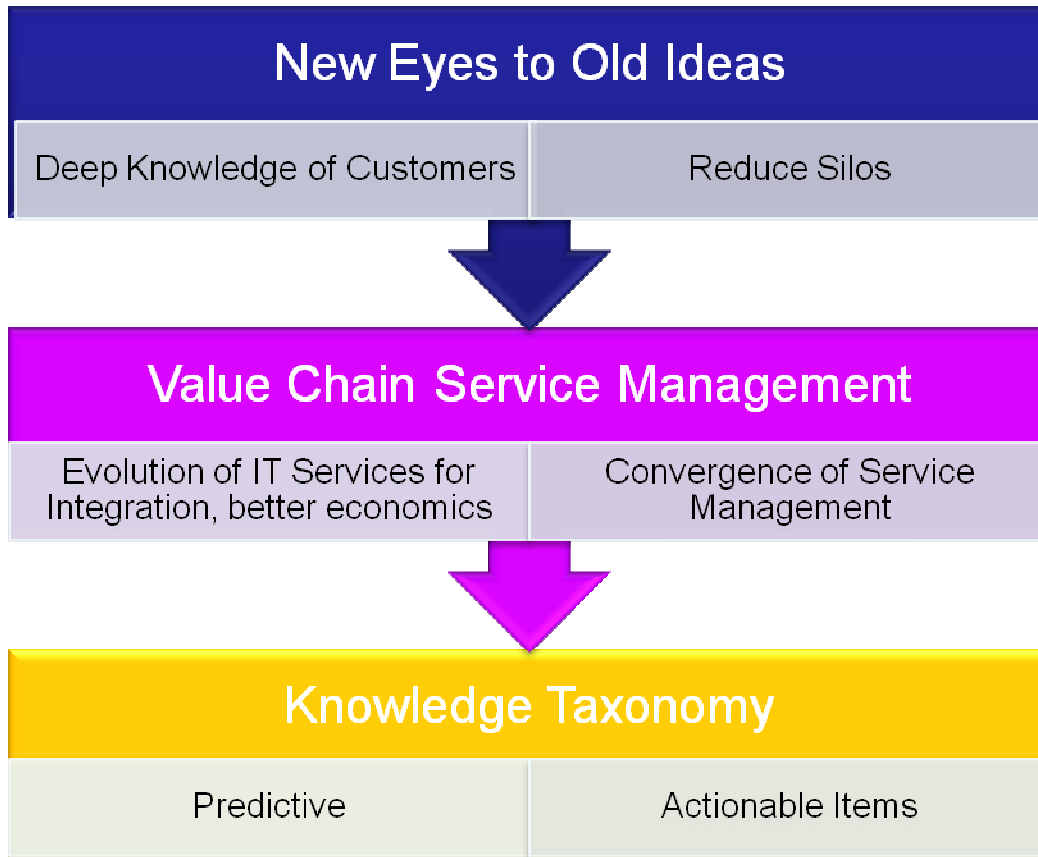 New Eyes to Old Ideas
Deep Knowledge of Customers
Reduce Silos
Value Chain Service Management
Evolution of IT Services for
Integration, better economics
Convergence of Service
Management
Knowledge Taxonomy
Predictive
Actionable Items